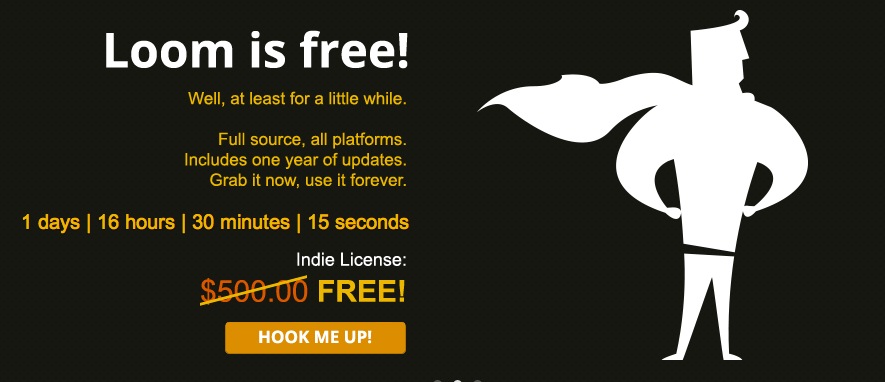 Loom is free!
Well, at least for a little while.
Full source, all platforms.
Includes one year of updates.
Grab it now, use it forever.
1 days | 16 hours | 30 minutes | 15 seconds
Indie License:
$500.00 FREE!
HOOK ME UP!